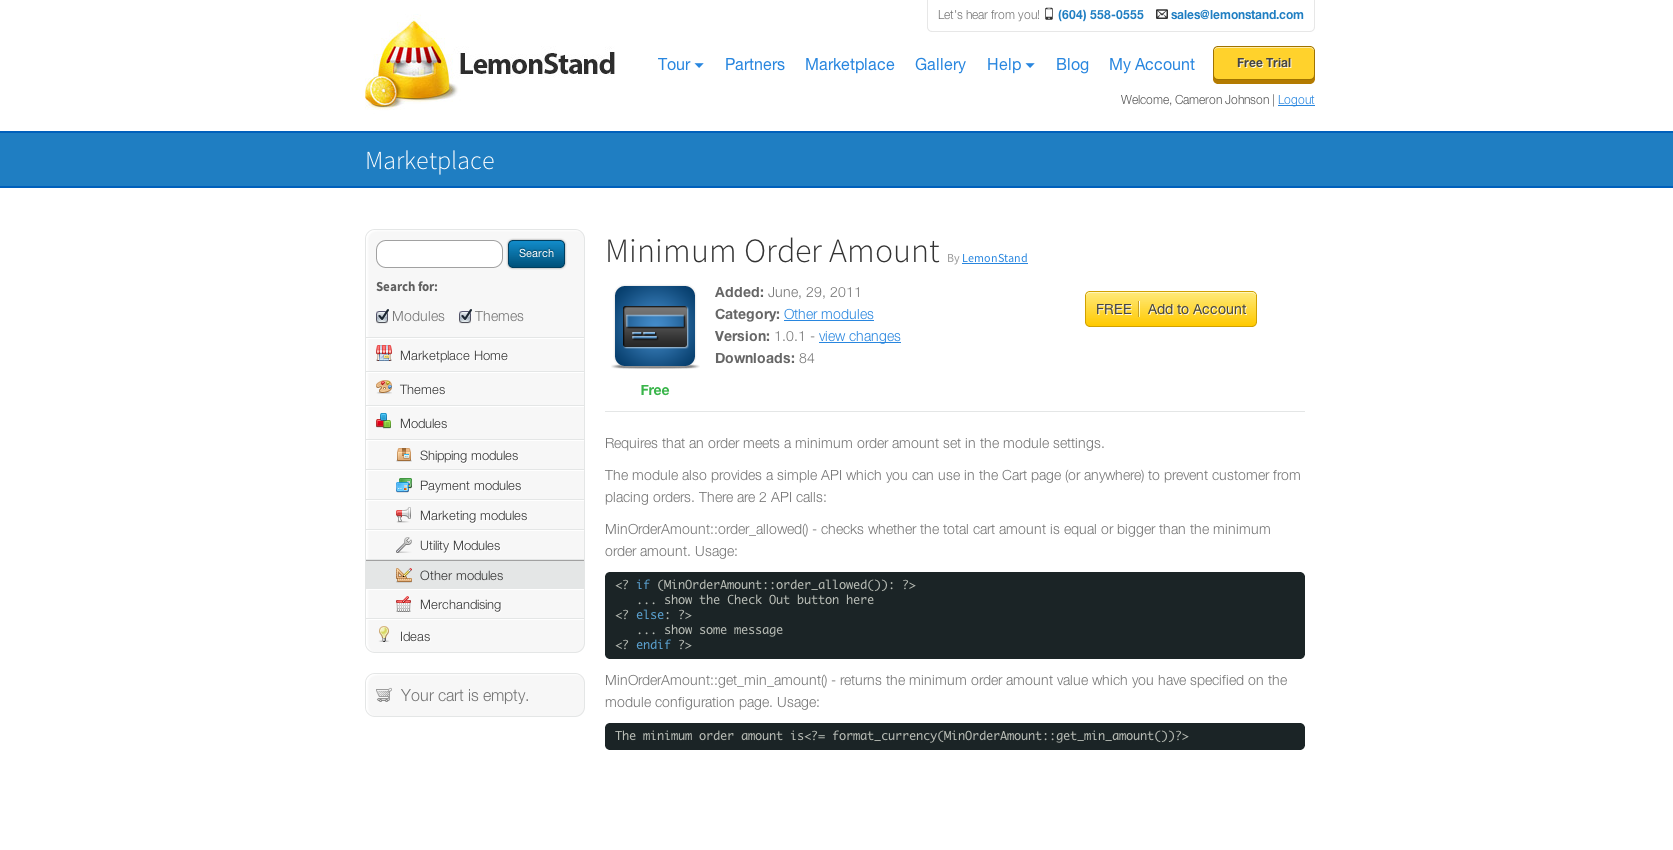 Let's hear from you! (604) 558-0555 sales@lemonstand.com
LemonStand
Tour Partners Marketplace Gallery Help Blog My Account Free Trial
Welcome, Cameron Johnson | Logout
Marketplace
Search
Search for:
Modules Themes
Marketplace Home
Themes
Modules
Shipping modules
Payment modules
Marketing modules
Utility Modules
Other modules
Merchandising
Ideas
Your cart is empty.
Minimum Order Amount By LemonStand
Added: June, 29, 2011
Category: Other modules
Version: 1.0.1 - view changes
Downloads: 84
Free
FREE Add to Account
Requires that an order meets a minimum order amount set in the module settings.
The module also provides a simple API which you can use in the Cart page (or anywhere) to prevent customer from
placing orders. There are 2 API calls:
MinOrderAmount::order_allowed() - checks whether the total cart amount is equal or bigger than the minimum
order amount. Usage:
<? if (MinOrderAmount::order_allowed()): ?>
... show the Check Out button here
<? else: ?>
... show some message
<? endif ?>
MinOrderAmount::get_min_amount() - returns the minimum order amount value which you have specified on the
module configuration page. Usage:
The minimum order amount is<?= format_currency(MinOrderAmount::get_min_amount())?>